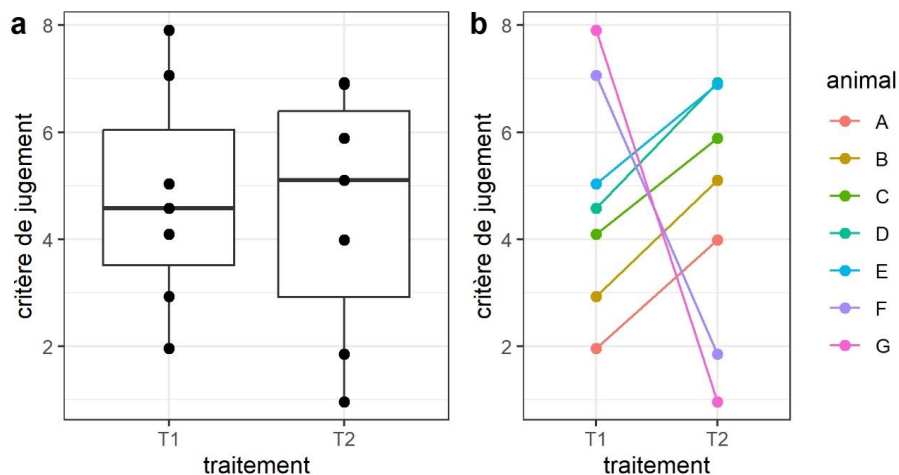 a
critère de jugement
8
6
4
2
T1
T2
traitement
b
critère de jugement
8
6
4
2
T1
T2
traitement
animal
A
B
C
D
E
F
G